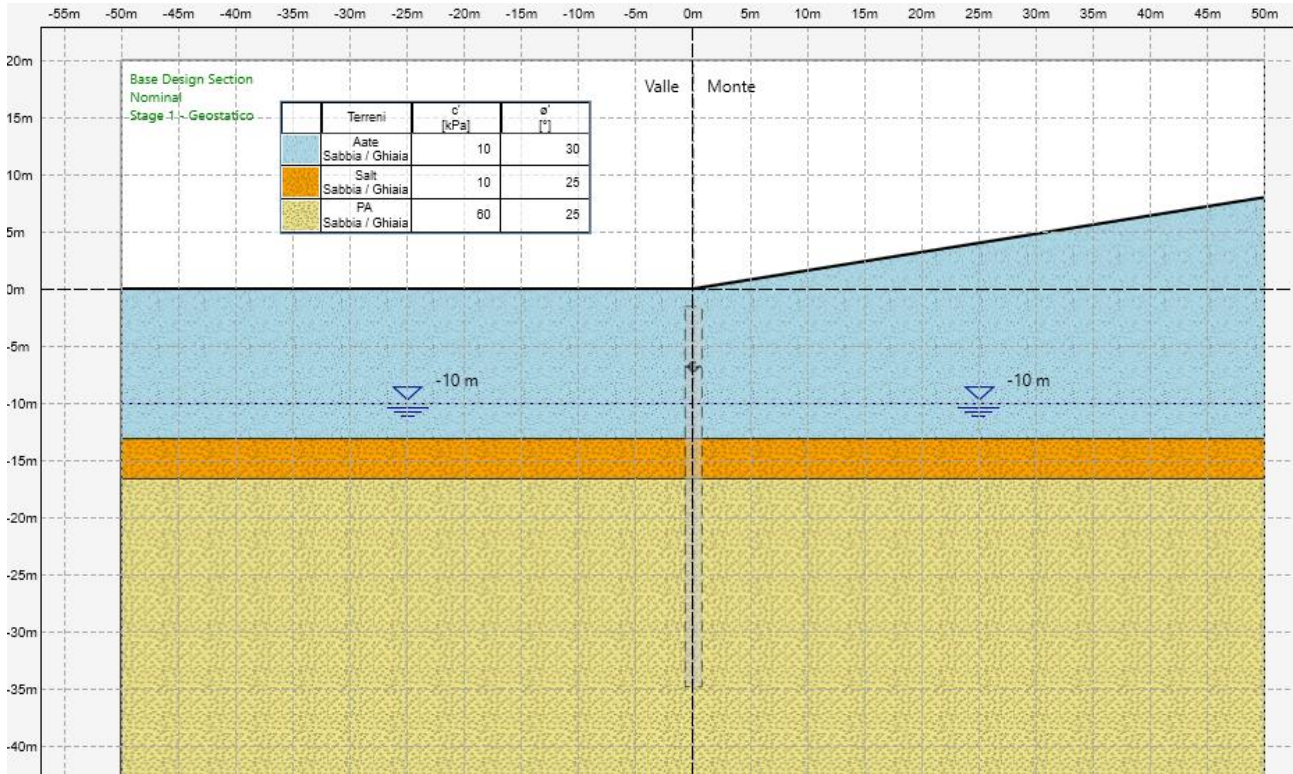 -55m -50m -45m -40m -35m -30m -25m -20m -15m -10m -5m 0m 5m 10m 15m 20m 25m 30m 35m 40m 45m 50m
20m
Base Design Section
Nominal
Stage 1 - Geostatico
Valle Monte
Terreni c' [kPa] ø' [°]
Aate
Sabbia / Ghiaia 10 30
Salt
Sabbia / Ghiaia 10 25
PA
Sabbia / Ghiaia 60 25
15m
10m
5m
0m
-5m
-10 m -10 m
-10m
-15m
-20m
-25m
-30m
-35m
-40m